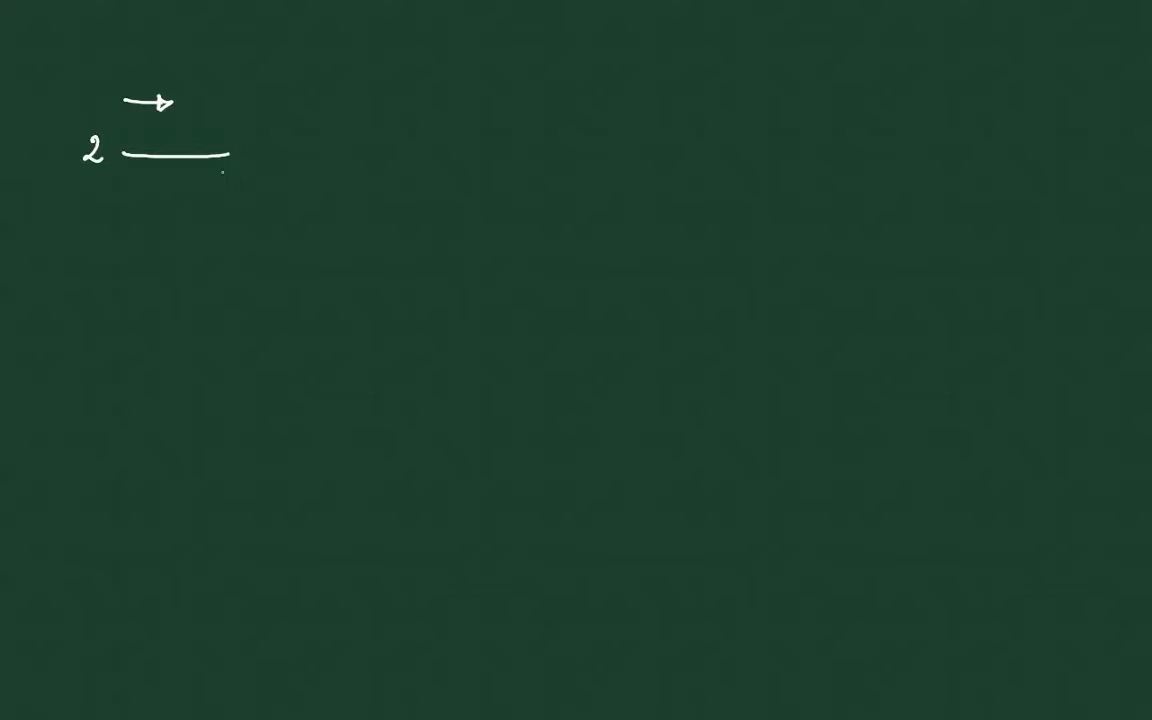 →
2 —